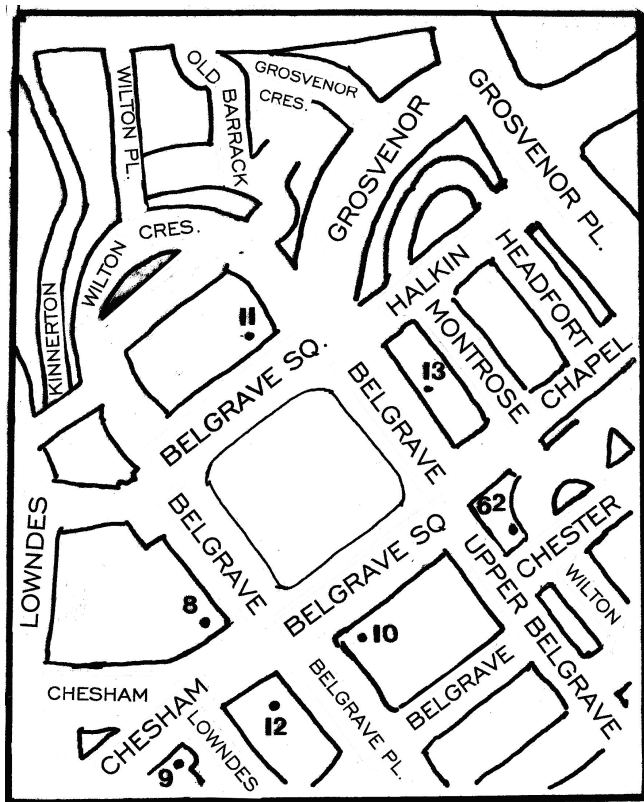 WILTON PL.
OLD BARRACK
GROSVENOR
CRES.
GROSVENOR
GROSVENOR PL.
WILTON
CRES.
KINNERTON
HALKIN
HEADFORT
MONTROSE
CHAPEL
11
13
BELGRAVE SQ.
BELGRAVE
LOWNDES
BELGRAVE
BELGRAVE SQ
62
CHESTER
UPPER BELGRAVE
WILTON
8
10
BELGRAVE
BELGRAVE PL.
CHESHAM
CHESHAM
LOWNDES
12
9